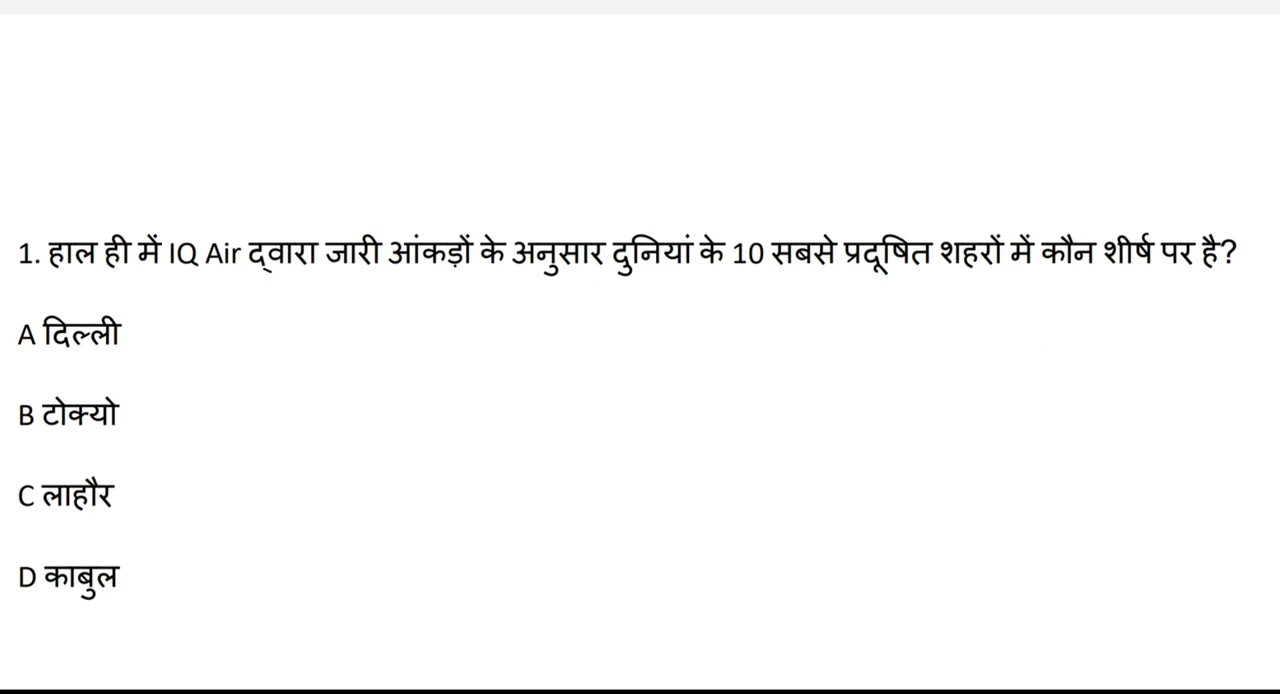 1. हाल ही में IQ Air द्वारा जारी आंकड़ों के अनुसार दुनियां के 10 सबसे प्रदूषित शहरों में कौन शीर्ष पर है?
A दिल्ली
B टोक्यो
C लाहौर
D काबुल